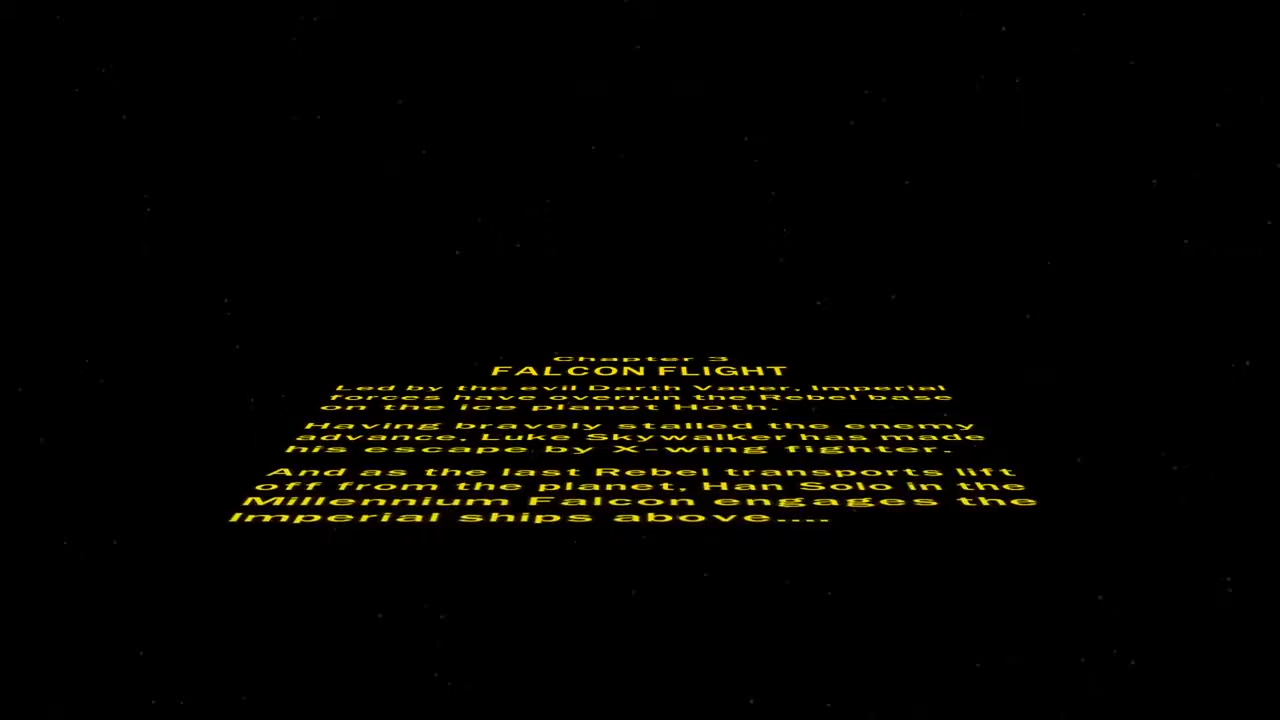 Chapter 3
FALCON FLIGHT
Led by the evil Darth Vader, Imperial
forces have overrun the Rebel base
on the ice planet Hoth.
Having bravely stalled the enemy
advance, Luke Skywalker has made
his escape by X-wing fighter.
And as the last Rebel transports lift
off from the planet, Han Solo in the
Millennium Falcon engages the
Imperial ships above....